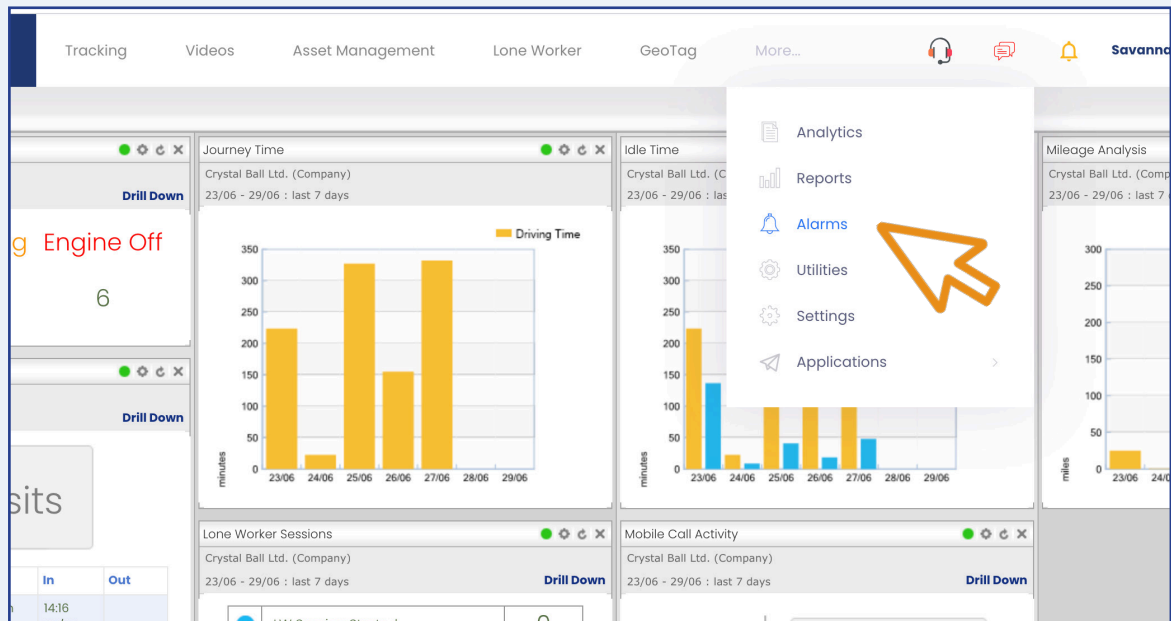 Tracking Videos Asset Management Lone Worker GeoTag More... Savanna
Analytics
Reports
Alarms
Utilities
Settings
Applications
Drill Down
g Engine Off
6
Drill Down
sits
In Out
14:16
Journey Time
Crystal Ball Ltd. (Company)
23/06 - 29/06 : last 7 days
Driving Time
350
300
250
200
150
100
50
0
minutes
23/06 24/06 25/06 26/06 27/06 28/06 29/06
Idle Time
Crystal Ball Ltd. (C
23/06 - 29/06 : las
350
300
250
200
150
100
50
0
minutes
23/06 24/06 25/06 26/06 27/06 28/06 29/06
Mileage Analysis
Crystal Ball Ltd. (Comp
23/06 - 29/06 : last 7
300
250
200
150
100
50
0
miles
23/06 24/0
Lone Worker Sessions
Crystal Ball Ltd. (Company)
23/06 - 29/06 : last 7 days Drill Down
Mobile Call Activity
Crystal Ball Ltd. (Company)
23/06 - 29/06 : last 7 days Drill Down